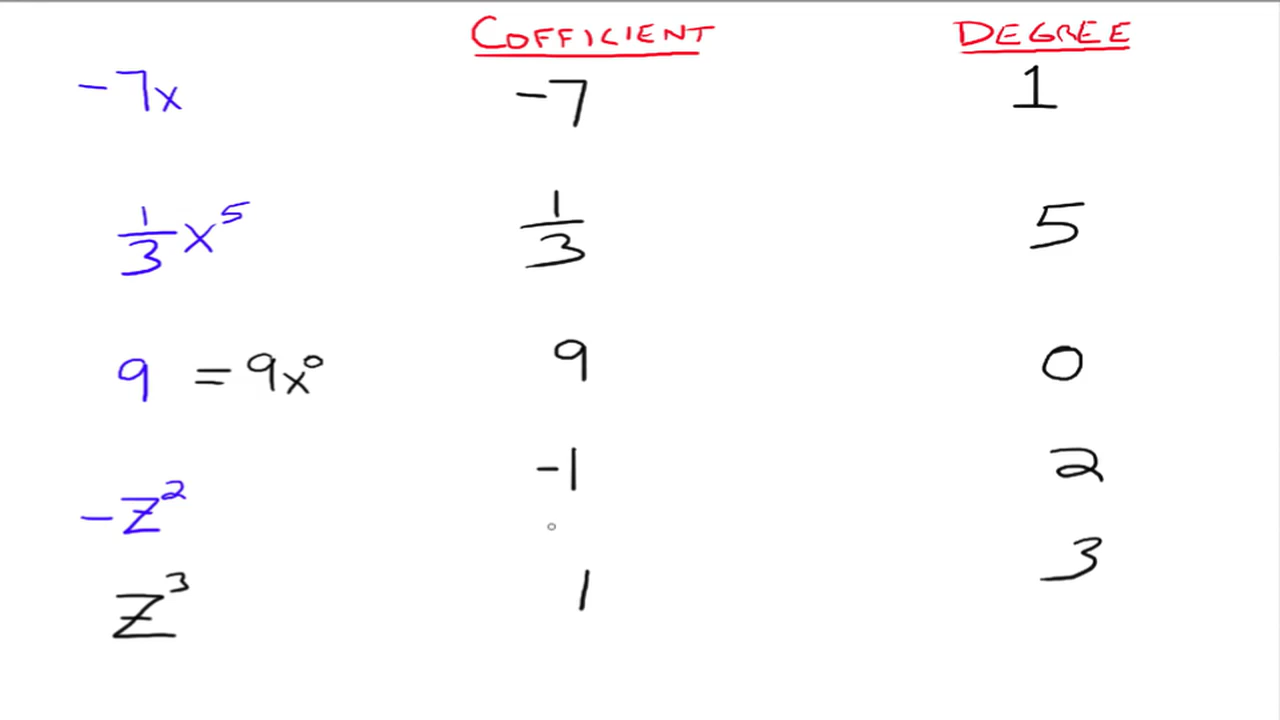 COFFICIENT DEGREE
-7x -7 1
1/3 x^5 1/3 5
9 = 9x^0 9 0
-z^2 -1 2
z^3 1 3